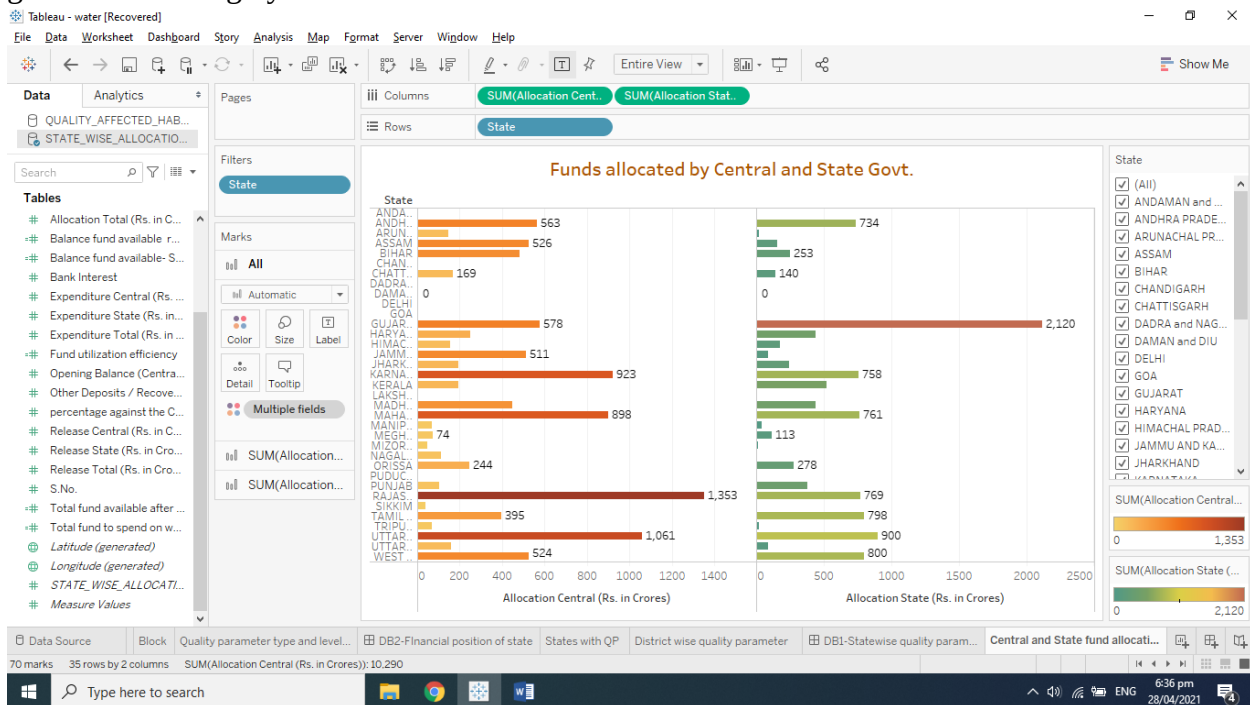 Tableau - water [Recovered]
File Data Worksheet Dashboard Story Analysis Map Format Server Window Help
Entire View
Show Me
Data Analytics
QUALITY_AFFECTED_HAB...
STATE_WISE_ALLOCATIO...
Search
Tables
Allocation Total (Rs. in C...
Balance fund available r...
Balance fund available- S...
Bank Interest
Expenditure Central (Rs. ...
Expenditure State (Rs. in...
Expenditure Total (Rs. in ...
Fund utilization efficiency
Opening Balance (Centra...
Other Deposits / Recove...
percentage against the C...
Release Central (Rs. in C...
Release State (Rs. in Cro...
Release Total (Rs. in Cro...
S.No.
Total fund available after ...
Total fund to spend on w...
Latitude (generated)
Longitude (generated)
STATE_WISE_ALLOCATI...
Measure Values
Pages
Filters
State
Marks
All
Automatic
Color Size Label
Detail Tooltip
Multiple fields
SUM(Allocation...
SUM(Allocation...
Columns SUM(Allocation Cent.. SUM(Allocation Stat..
Rows State
Funds allocated by Central and State Govt.
State
ANDA..
ANDH.. 563 734
ARUN..
ASSAM 526
BIHAR 253
CHAN..
CHATT.. 169 140
DADRA..
DAMA.. 0 0
DELHI
GOA
GUJAR.. 578 2,120
HARYA..
HIMAC..
JAMM.. 511
JHARK..
KARNA.. 923 758
KERALA
LAKSH..
MADH..
MAHA.. 898 761
MANIP..
MEGH.. 74 113
MIZOR..
NAGAL..
ORISSA 244 278
PUDUC..
PUNJAB
RAJAS.. 1,353 769
SIKKIM
TAMIL .. 395 798
TRIPU..
UTTAR.. 1,061 900
UTTAR..
WEST .. 524 800
0 200 400 600 800 1000 1200 1400 0 500 1000 1500 2000 2500
Allocation Central (Rs. in Crores) Allocation State (Rs. in Crores)
State
(All)
ANDAMAN and ...
ANDHRA PRADE...
ARUNACHAL PR...
ASSAM
BIHAR
CHANDIGARH
CHATTISGARH
DADRA and NAG...
DAMAN and DIU
DELHI
GOA
GUJARAT
HARYANA
HIMACHAL PRAD...
JAMMU AND KA...
JHARKHAND
SUM(Allocation Central...
0 1,353
SUM(Allocation State (...
0 2,120
Data Source Block Quality parameter type and level... DB2-FInancial position of state States with QP District wise quality parameter DB1-Statewise quality param... Central and State fund allocati...
70 marks 35 rows by 2 columns SUM(Allocation Central (Rs. in Crores)): 10,290
Type here to search
ENG
6:36 pm
28/04/2021
4